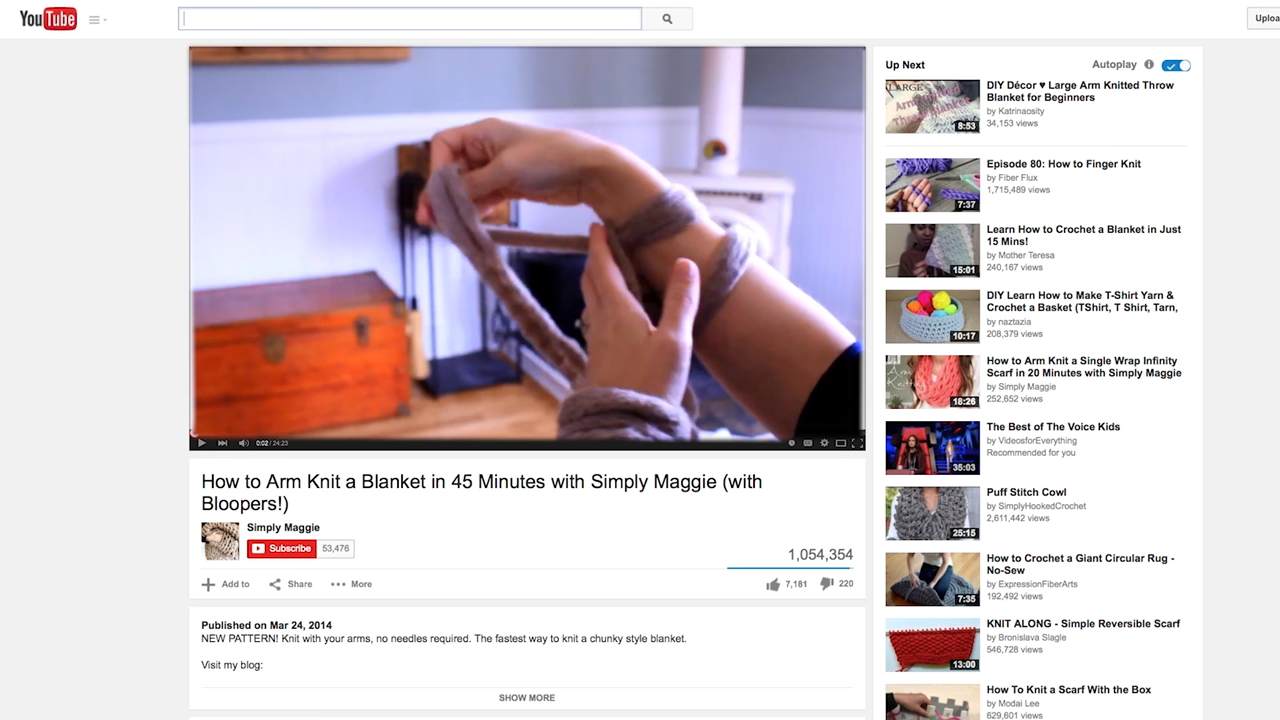 YouTube
Uploa
Up Next
Autoplay
8:53
DIY Décor ♥ Large Arm Knitted Throw
Blanket for Beginners
by Katrinaosity
34,153 views
7:37
Episode 80: How to Finger Knit
by Fiber Flux
1,715,489 views
15:01
Learn How to Crochet a Blanket in Just
15 Mins!
by Mother Teresa
240,167 views
10:17
DIY Learn How to Make T-Shirt Yarn &
Crochet a Basket (TShirt, T Shirt, Tarn,
by naztazia
208,379 views
18:26
How to Arm Knit a Single Wrap Infinity
Scarf in 20 Minutes with Simply Maggie
by Simply Maggie
252,652 views
35:03
The Best of The Voice Kids
by VideosforEverything
Recommended for you
25:15
Puff Stitch Cowl
by SimplyHookedCrochet
2,611,442 views
7:35
How to Crochet a Giant Circular Rug -
No-Sew
by ExpressionFiberArts
192,492 views
13:00
KNIT ALONG - Simple Reversible Scarf
by Bronislava Slagle
546,728 views
How To Knit a Scarf With the Box
by Modai Lee
629,601 views
0:02 / 24:23
How to Arm Knit a Blanket in 45 Minutes with Simply Maggie (with
Bloopers!)
Simply Maggie
Subscribe 53,476
1,054,354
Add to Share More 7,181 220
Published on Mar 24, 2014
NEW PATTERN! Knit with your arms, no needles required. The fastest way to knit a chunky style blanket.
Visit my blog:
SHOW MORE